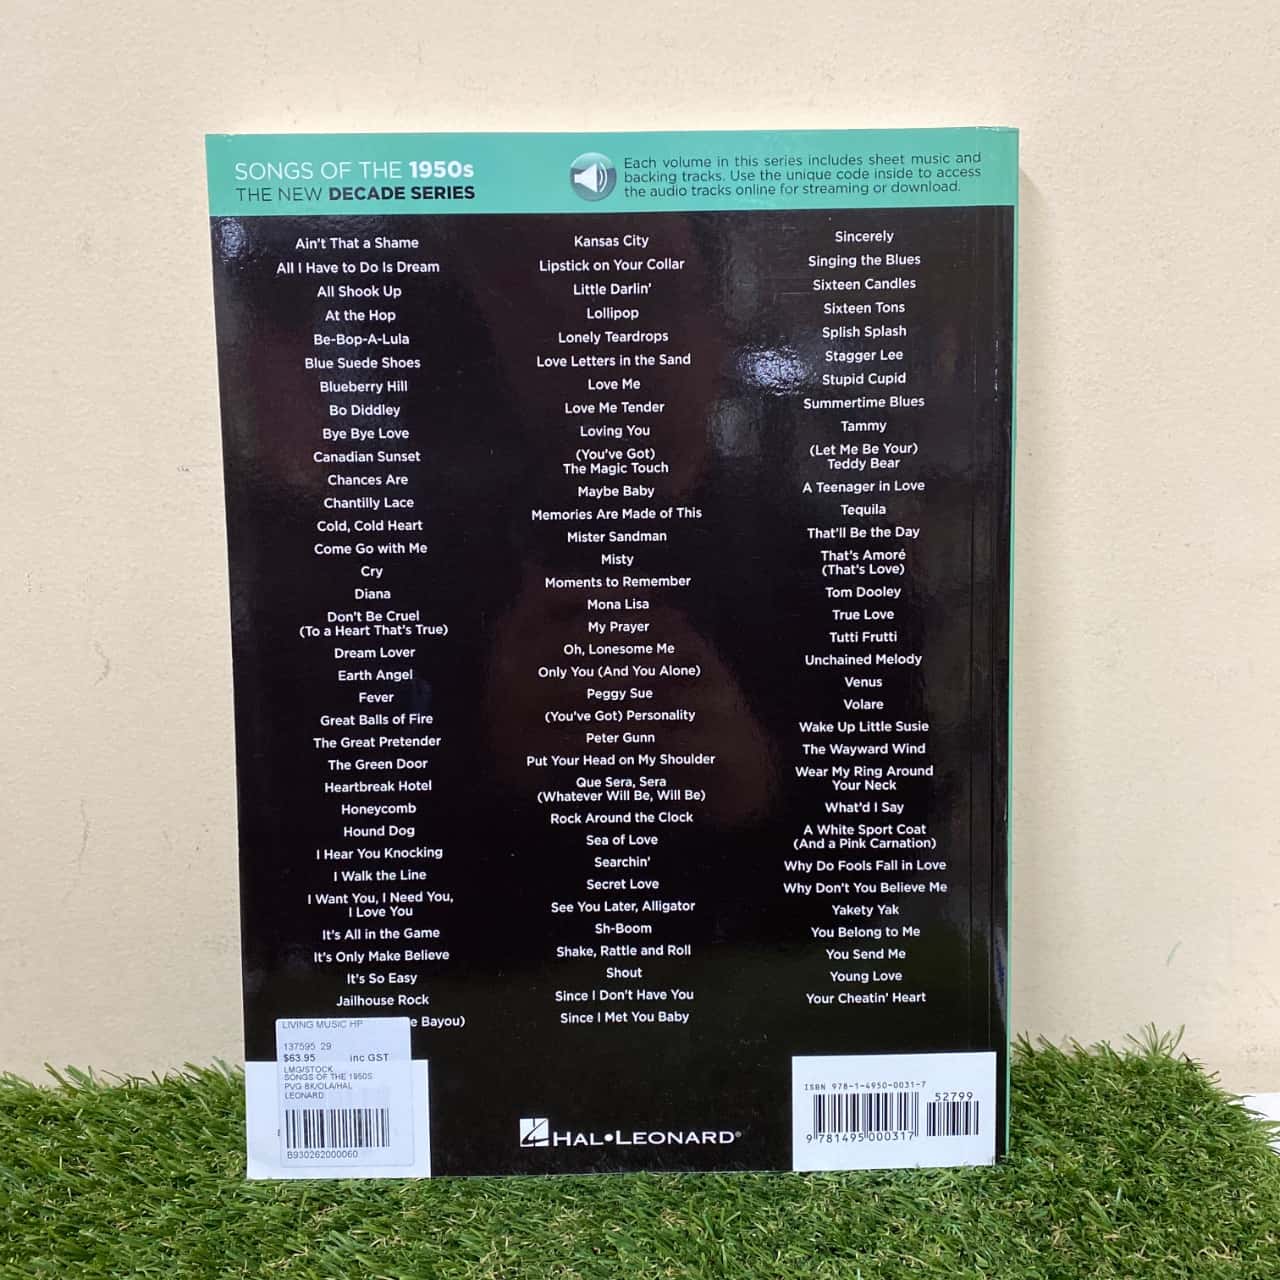 SONGS OF THE 1950s
THE NEW DECADE SERIES
Each volume in this series includes sheet music and
backing tracks. Use the unique code inside to access
the audio tracks online for streaming or download.
Ain't That a Shame
All I Have to Do Is Dream
All Shook Up
At the Hop
Be-Bop-A-Lula
Blue Suede Shoes
Blueberry Hill
Bo Diddley
Bye Bye Love
Canadian Sunset
Chances Are
Chantilly Lace
Cold, Cold Heart
Come Go with Me
Cry
Diana
Don't Be Cruel
(To a Heart That's True)
Dream Lover
Earth Angel
Fever
Great Balls of Fire
The Great Pretender
The Green Door
Heartbreak Hotel
Honeycomb
Hound Dog
I Hear You Knocking
I Walk the Line
I Want You, I Need You,
I Love You
It's All in the Game
It's Only Make Believe
It's So Easy
Jailhouse Rock
Bayou)
Kansas City
Lipstick on Your Collar
Little Darlin'
Lollipop
Lonely Teardrops
Love Letters in the Sand
Love Me
Love Me Tender
Loving You
(You've Got)
The Magic Touch
Maybe Baby
Memories Are Made of This
Mister Sandman
Misty
Moments to Remember
Mona Lisa
My Prayer
Oh, Lonesome Me
Only You (And You Alone)
Peggy Sue
(You've Got) Personality
Peter Gunn
Put Your Head on My Shoulder
Que Sera, Sera
(Whatever Will Be, Will Be)
Rock Around the Clock
Sea of Love
Searchin'
Secret Love
See You Later, Alligator
Sh-Boom
Shake, Rattle and Roll
Shout
Since I Don't Have You
Since I Met You Baby
Sincerely
Singing the Blues
Sixteen Candles
Sixteen Tons
Splish Splash
Stagger Lee
Stupid Cupid
Summertime Blues
Tammy
(Let Me Be Your)
Teddy Bear
A Teenager in Love
Tequila
That'll Be the Day
That's Amoré
(That's Love)
Tom Dooley
True Love
Tutti Frutti
Unchained Melody
Venus
Volare
Wake Up Little Susie
The Wayward Wind
Wear My Ring Around
Your Neck
What'd I Say
A White Sport Coat
(And a Pink Carnation)
Why Do Fools Fall in Love
Why Don't You Believe Me
Yakety Yak
You Belong to Me
You Send Me
Young Love
Your Cheatin' Heart
LIVING MUSIC HP
137595 29
$63.95 inc GST
LMG/STOCK
SONGS OF THE 1950S
PVG BK/OLA/HAL
LEONARD
B930262000060
HAL•LEONARD®
ISBN 978-1-4950-0031-7
52799
9 781495 000317